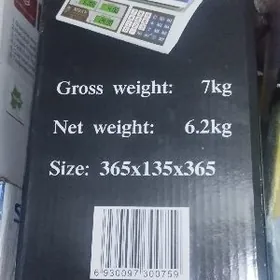 Gross weight: 7kg
Net weight: 6.2kg
Size: 365x135x365
6 930097 300759